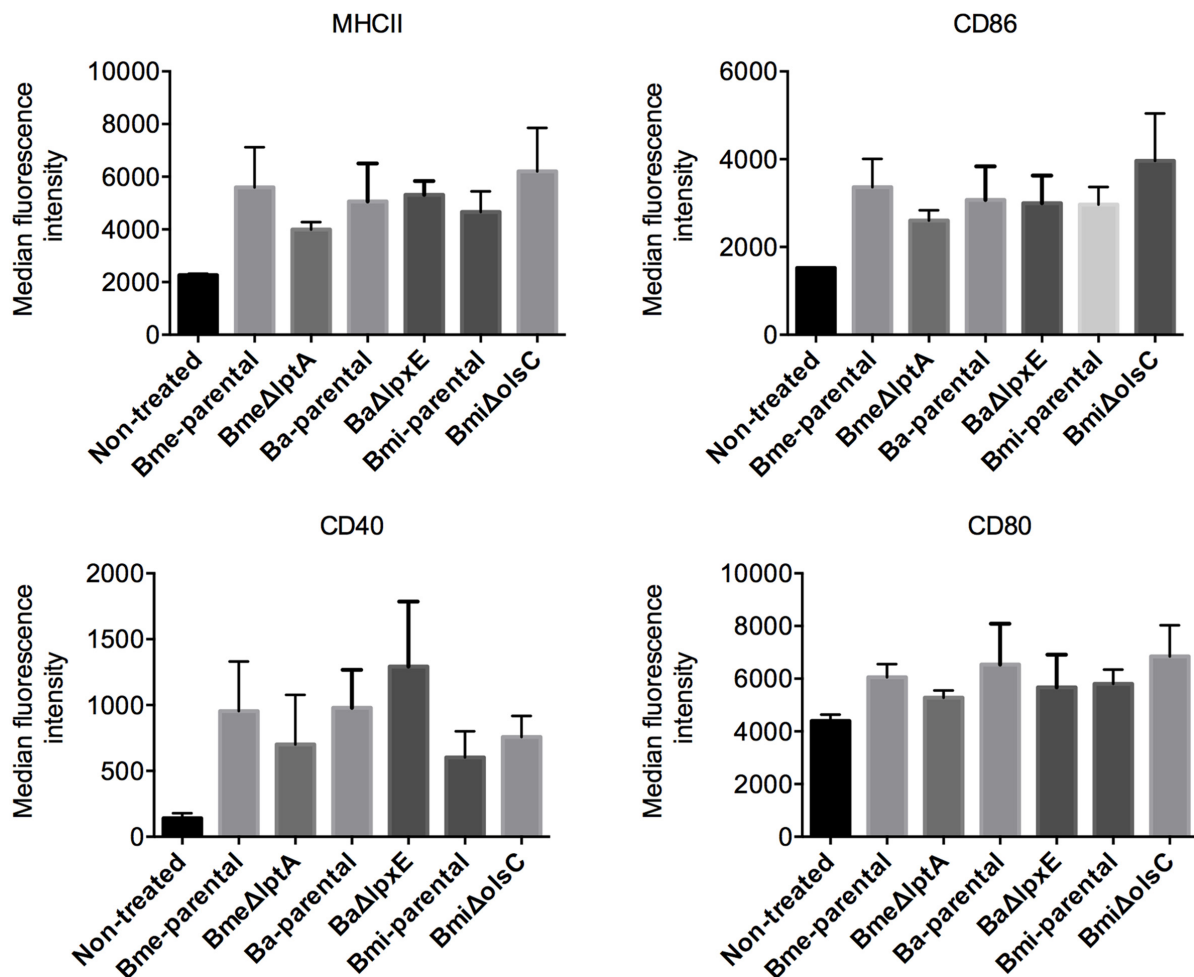 MHCII
Median fluorescence
intensity
10000
8000
6000
4000
2000
0
Non-treated
Bme-parental
BmeΔlptA
Ba-parental
BaΔlpxE
Bmi-parental
BmiΔolsC
CD86
Median fluorescence
intensity
6000
4000
2000
0
Non-treated
Bme-parental
BmeΔlptA
Ba-parental
BaΔlpxE
Bmi-parental
BmiΔolsC
CD40
Median fluorescence
intensity
2000
1500
1000
500
0
Non-treated
Bme-parental
BmeΔlptA
Ba-parental
BaΔlpxE
Bmi-parental
BmiΔolsC
CD80
Median fluorescence
intensity
10000
8000
6000
4000
2000
0
Non-treated
Bme-parental
BmeΔlptA
Ba-parental
BaΔlpxE
Bmi-parental
BmiΔolsC